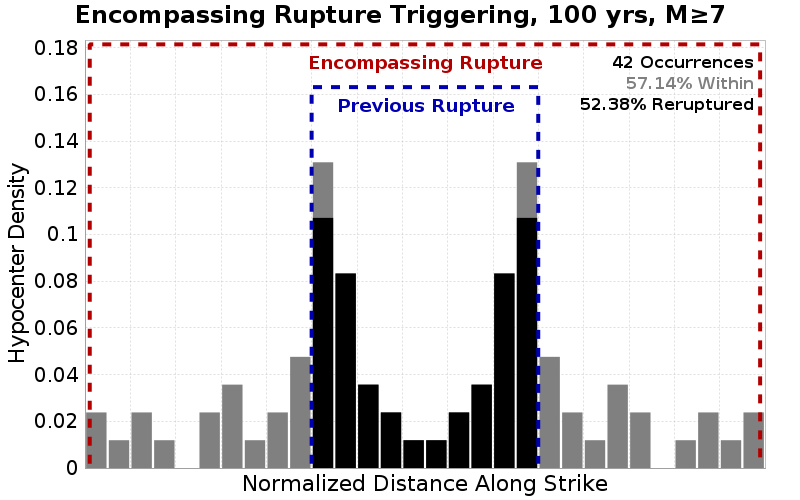 Encompassing Rupture Triggering, 100 yrs, M≥7
Encompassing Rupture
Previous Rupture
42 Occurrences
57.14% Within
52.38% Reruptured
Hypocenter Density
0.18
0.16
0.14
0.12
0.1
0.08
0.06
0.04
0.02
0
Normalized Distance Along Strike